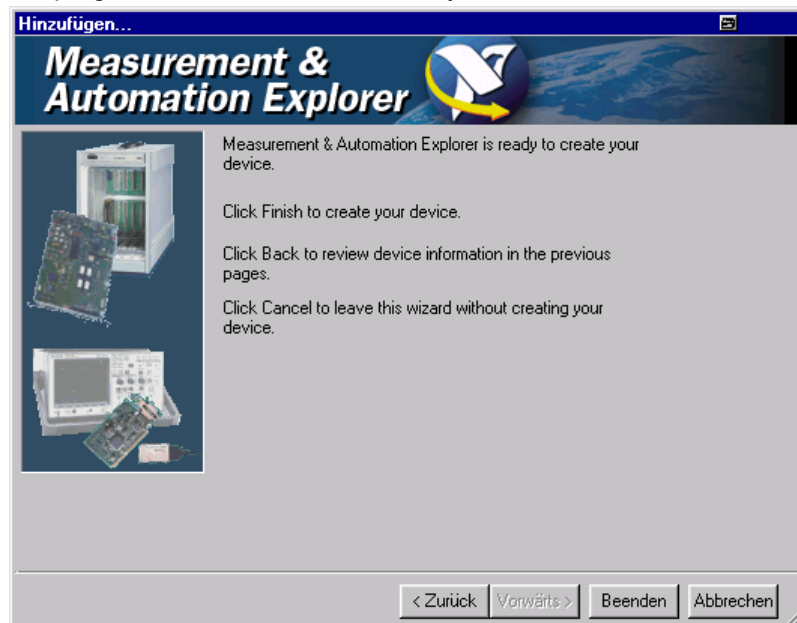 Hinzufügen...
Measurement &
Automation Explorer
Measurement & Automation Explorer is ready to create your
device.
Click Finish to create your device.
Click Back to review device information in the previous
pages.
Click Cancel to leave this wizard without creating your
device.
< Zurück
Vorwärts >
Beenden
Abbrechen